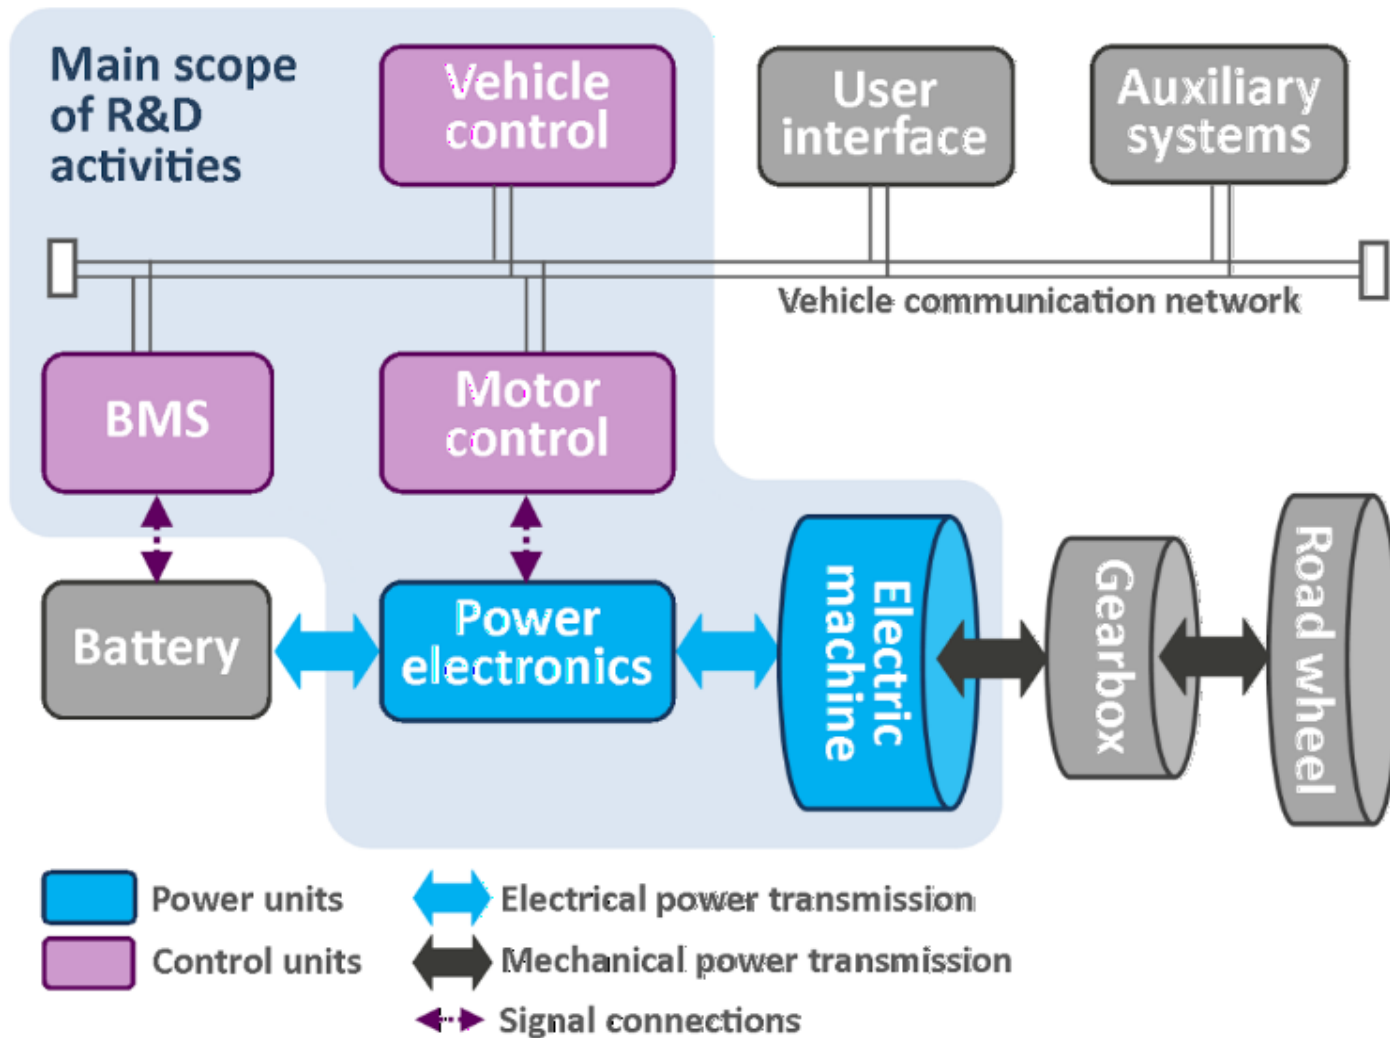 Main scope
of R&D
activities
Vehicle
control
User
interface
Auxiliary
systems
Vehicle communication network
BMS
Motor
control
Battery
Power
electronics
Electric
machine
Gearbox
Road wheel
Power units
Control units
Electrical power transmission
Mechanical power transmission
Signal connections